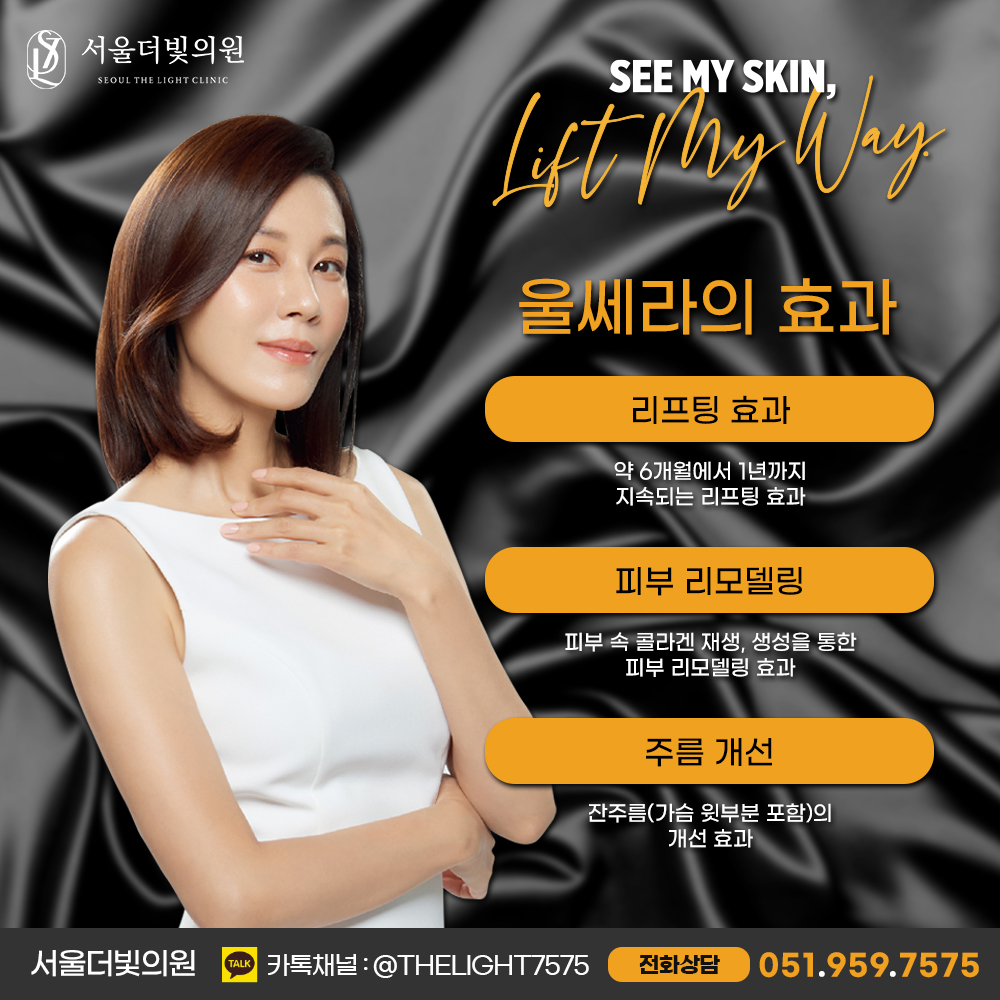 서울더빛의원
SEOUL THE LIGHT CLINIC
SEE MY SKIN,
Lift My Way.
울쎄라의 효과
리프팅 효과
약 6개월에서 1년까지
지속되는 리프팅 효과
피부 리모델링
피부 속 콜라겐 재생, 생성을 통한
피부 리모델링 효과
주름 개선
잔주름(가슴 윗부분 포함)의
개선 효과
서울더빛의원 TALK 카톡채널 : @THELIGHT7575 전화상담 051.959.7575